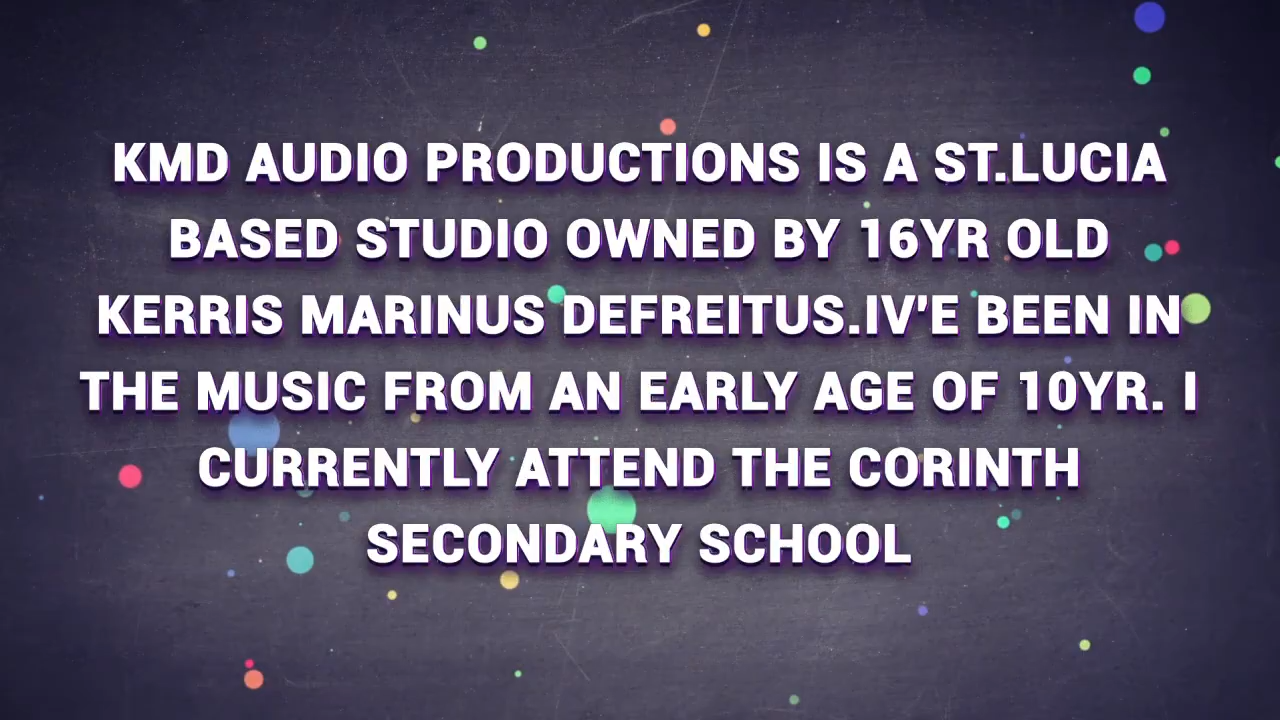 KMD AUDIO PRODUCTIONS IS A ST.LUCIA
BASED STUDIO OWNED BY 16YR OLD
KERRIS MARINUS DEFREITUS.IV'E BEEN IN
THE MUSIC FROM AN EARLY AGE OF 10YR. I
CURRENTLY ATTEND THE CORINTH
SECONDARY SCHOOL